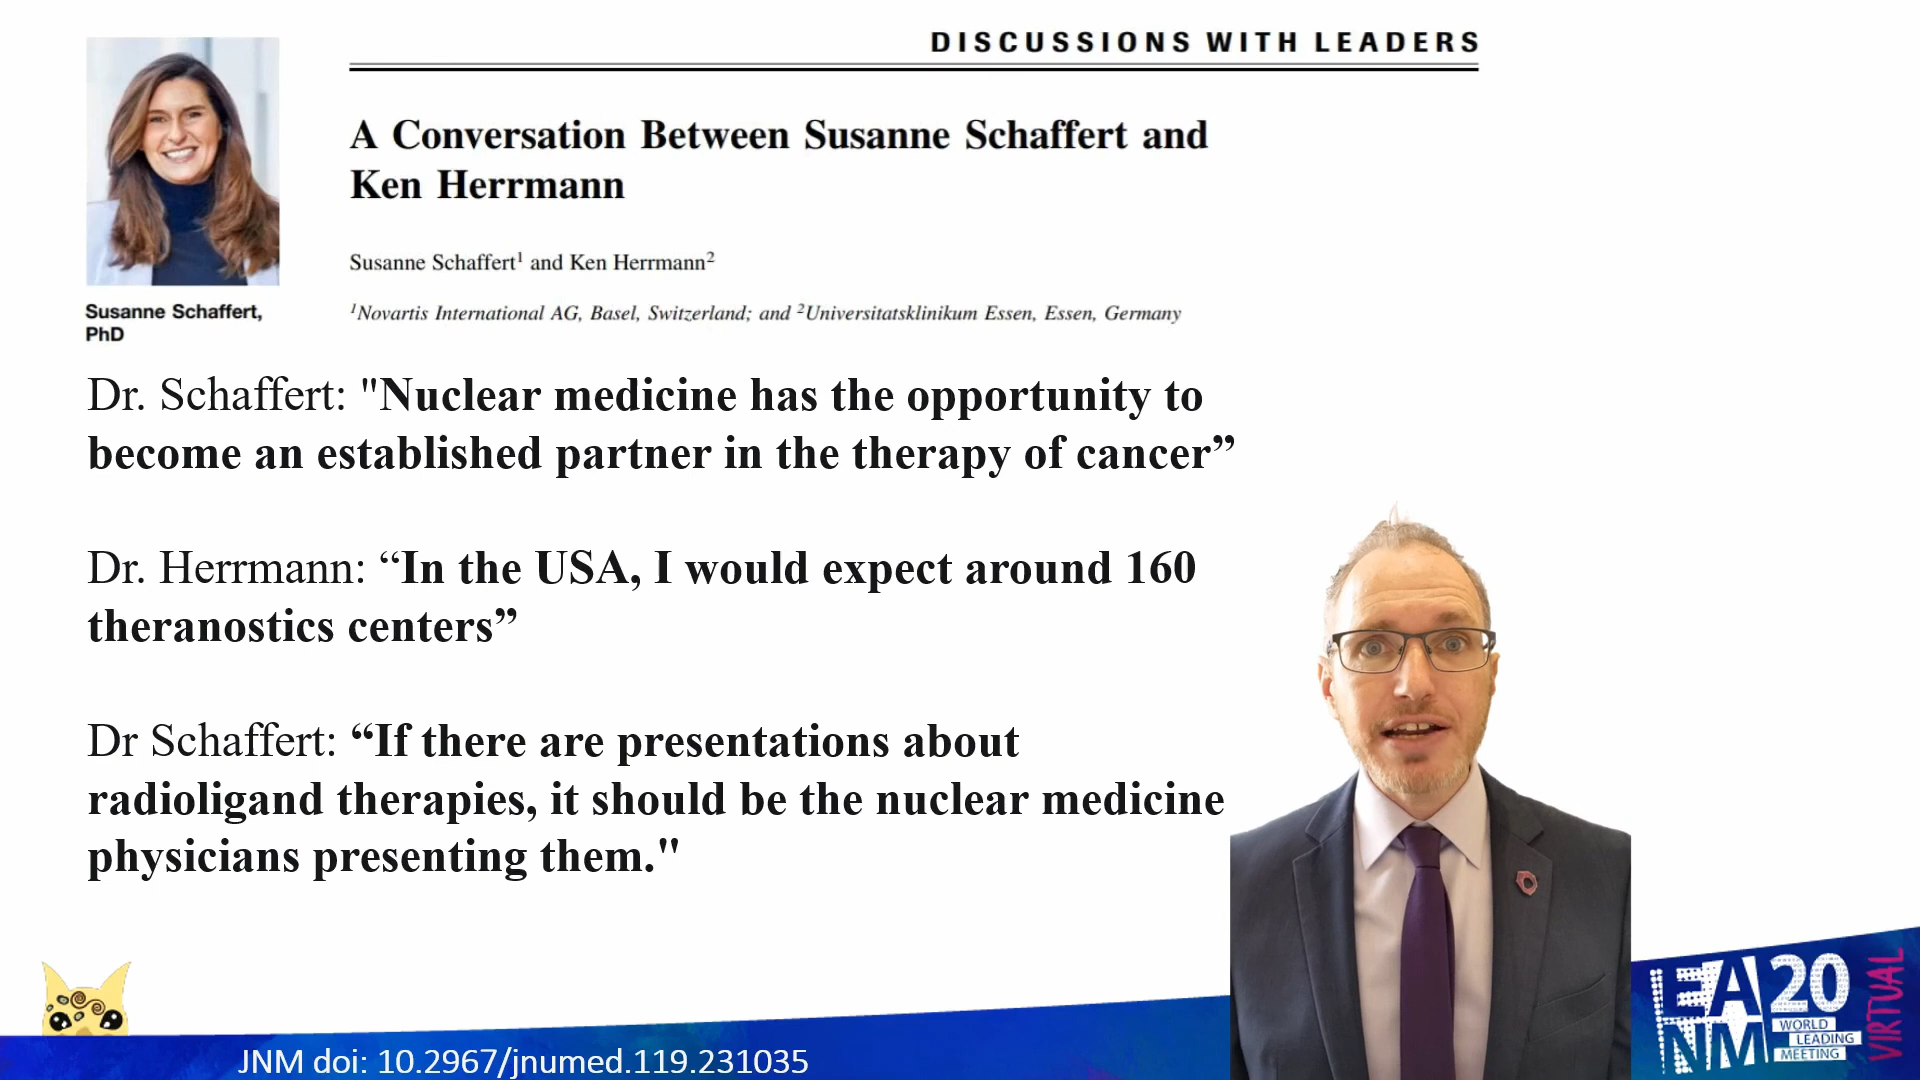 DISCUSSIONS WITH LEADERS
A Conversation Between Susanne Schaffert and
Ken Herrmann
Susanne Schaffert¹ and Ken Herrmann²
¹Novartis International AG, Basel, Switzerland; and ²Universitatsklinikum Essen, Essen, Germany
Susanne Schaffert,
PhD
Dr. Schaffert: "Nuclear medicine has the opportunity to
become an established partner in the therapy of cancer”
Dr. Herrmann: “In the USA, I would expect around 160
theranostics centers”
Dr Schaffert: “If there are presentations about
radioligand therapies, it should be the nuclear medicine
physicians presenting them."
JNM doi: 10.2967/jnumed.119.231035
EA20
NM
WORLD
LEADING
MEETING
VIRTUAL